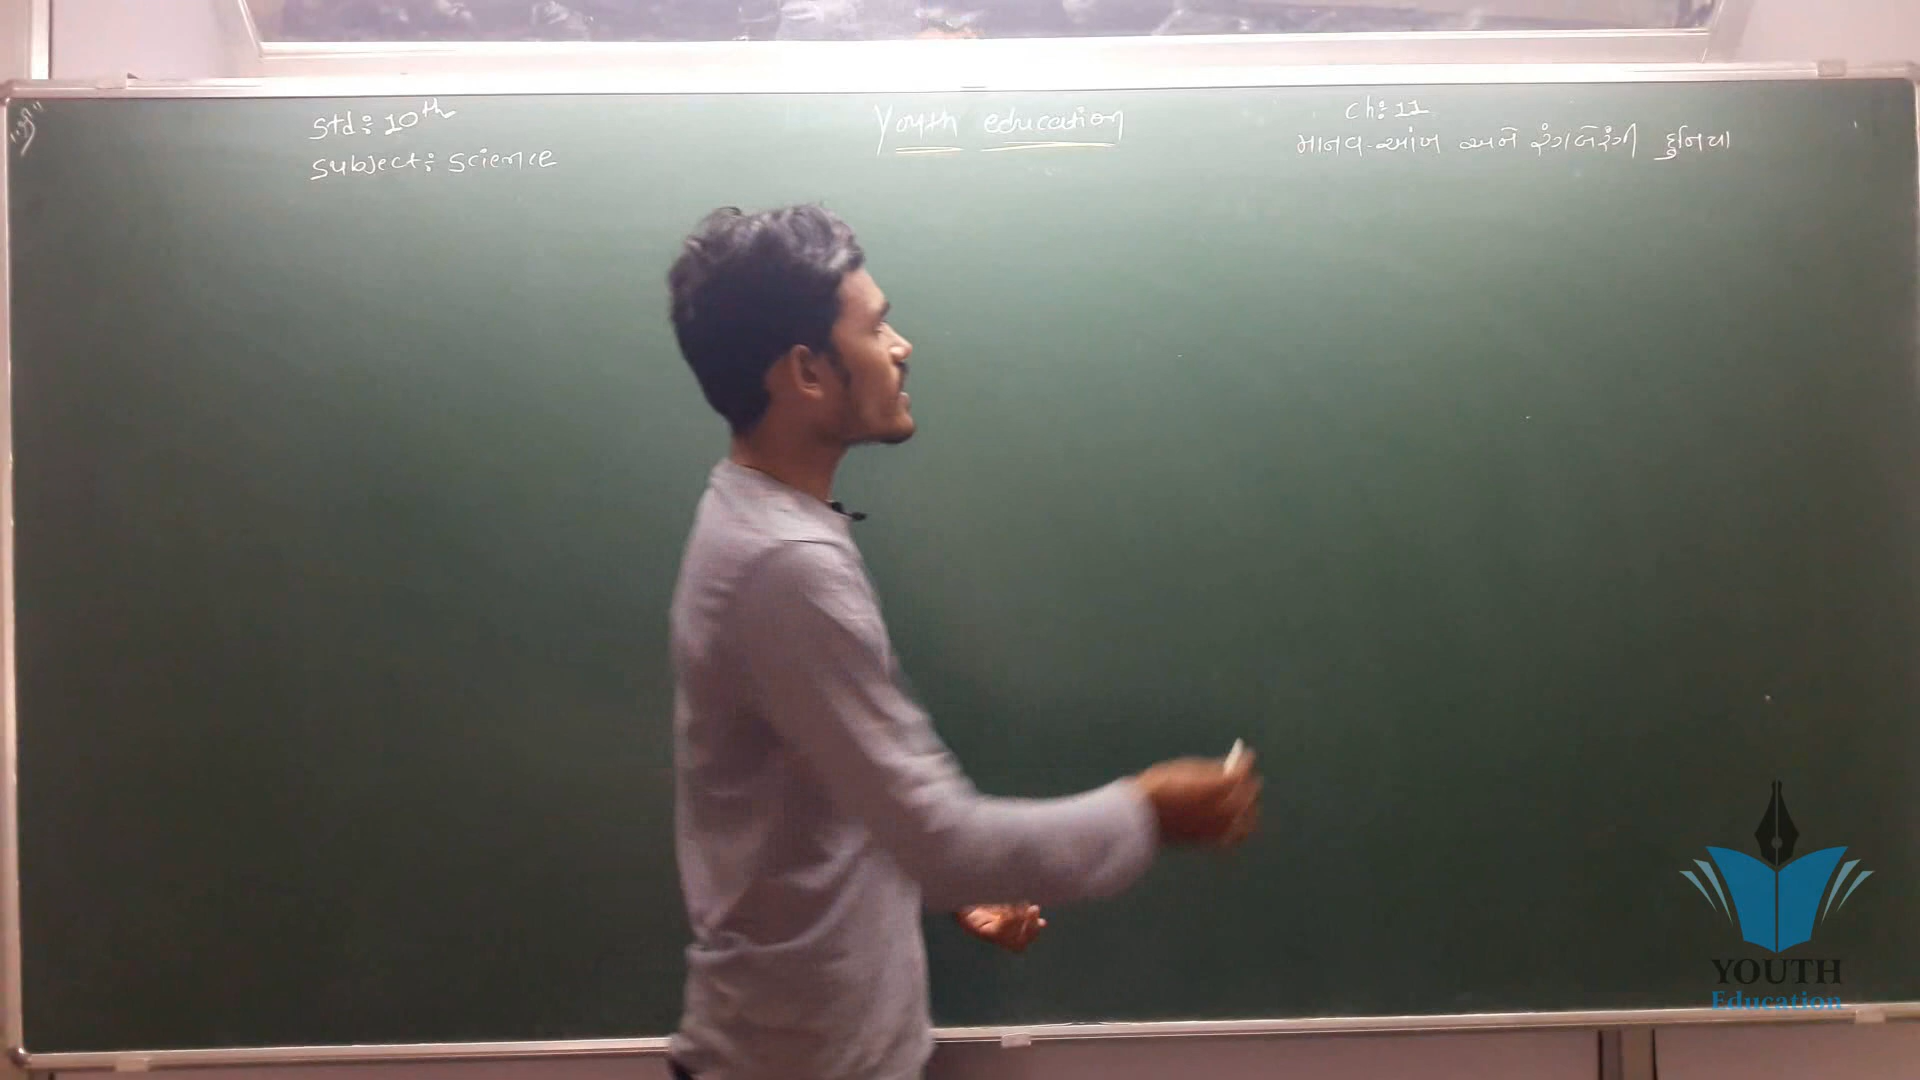 Std : 10th
Subject : Science
Youth education
Ch : 11
માનવ-આંખ અને રંગબેરંગી દુનિયા
YOUTH
Education